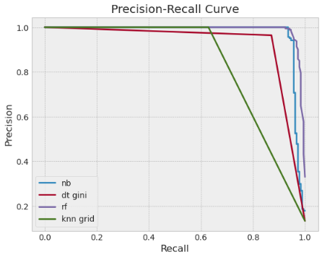 Precision-Recall Curve
Precision
1.0
0.8
0.6
0.4
0.2
nb
dt gini
rf
knn grid
0.0
0.2
0.4
0.6
0.8
1.0
Recall